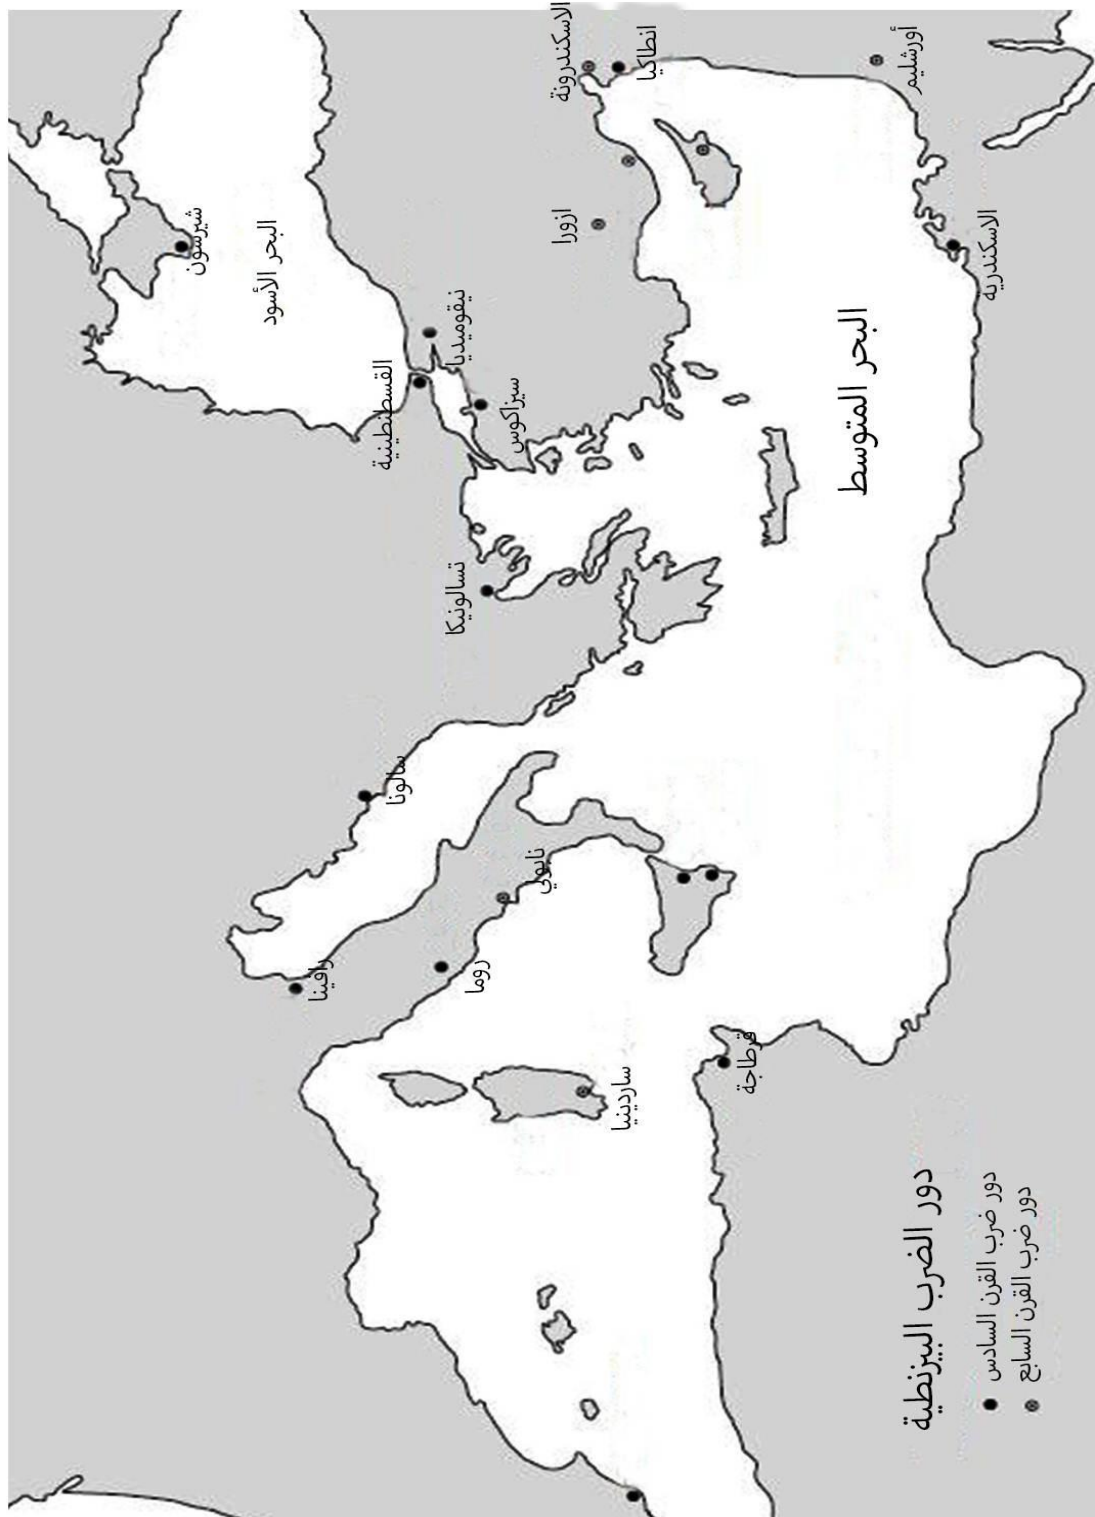 دور الضرب البيزنطية
دور ضرب القرن السادس
دور ضرب القرن السابع
البحر الأسود
البحر المتوسط
شيرسون
القسطنطينية
نيقوميديا
سيزاكوس
تسالونيكا
سالونا
رافينا
روما
نابولي
ساردينيا
قرطاجة
ازورا
الاسكندرونة
انطاكيا
أورشليم
الاسكندرية